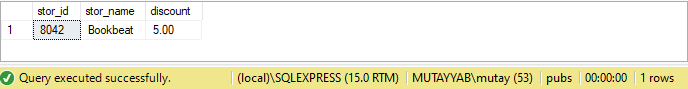 stor_id stor_name discount
1 8042 Bookbeat 5.00
Query executed successfully. (local)\SQLEXPRESS (15.0 RTM) MUTAYYAB\mutay (53) pubs 00:00:00 1 rows